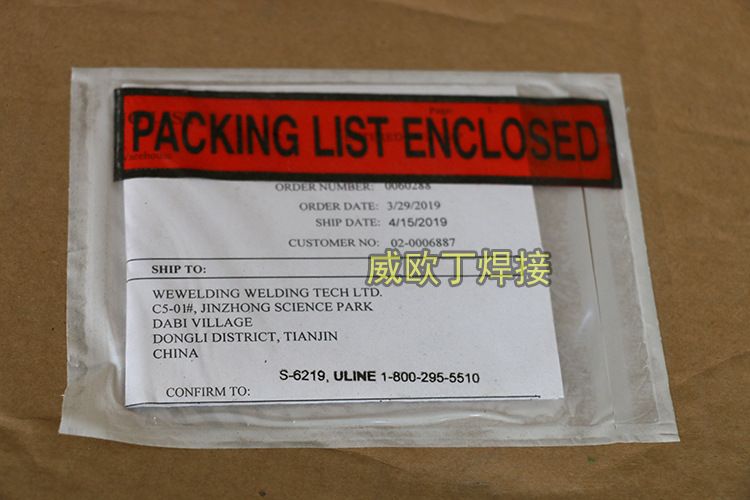 PACKING LIST ENCLOSED
Warehouse
ORDER NUMBER: 0060288
ORDER DATE: 3/29/2019
SHIP DATE: 4/15/2019
CUSTOMER NO: 02-0006887
威欧丁焊接
SHIP TO:
WEWELDING WELDING TECH LTD.
C5-01#, JINZHONG SCIENCE PARK
DABI VILLAGE
DONGLI DISTRICT, TIANJIN
CHINA
S-6219, ULINE 1-800-295-5510
CONFIRM TO: